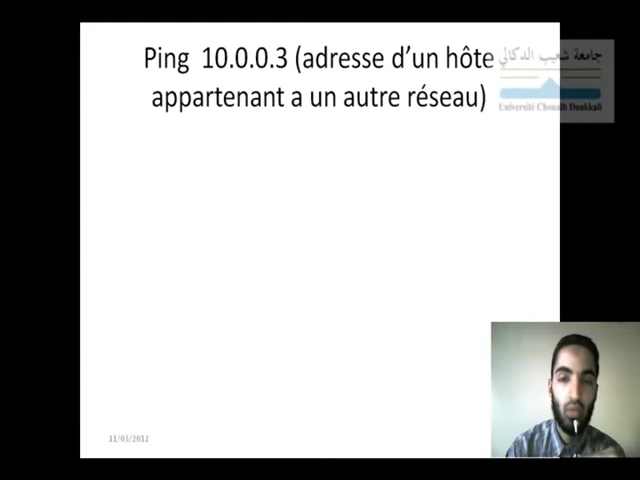 Ping 10.0.0.3 (adresse d'un hôte
appartenant a un autre réseau)
جامعة شعيب الدكالي
Université Chouaib Doukkali
11/03/2012